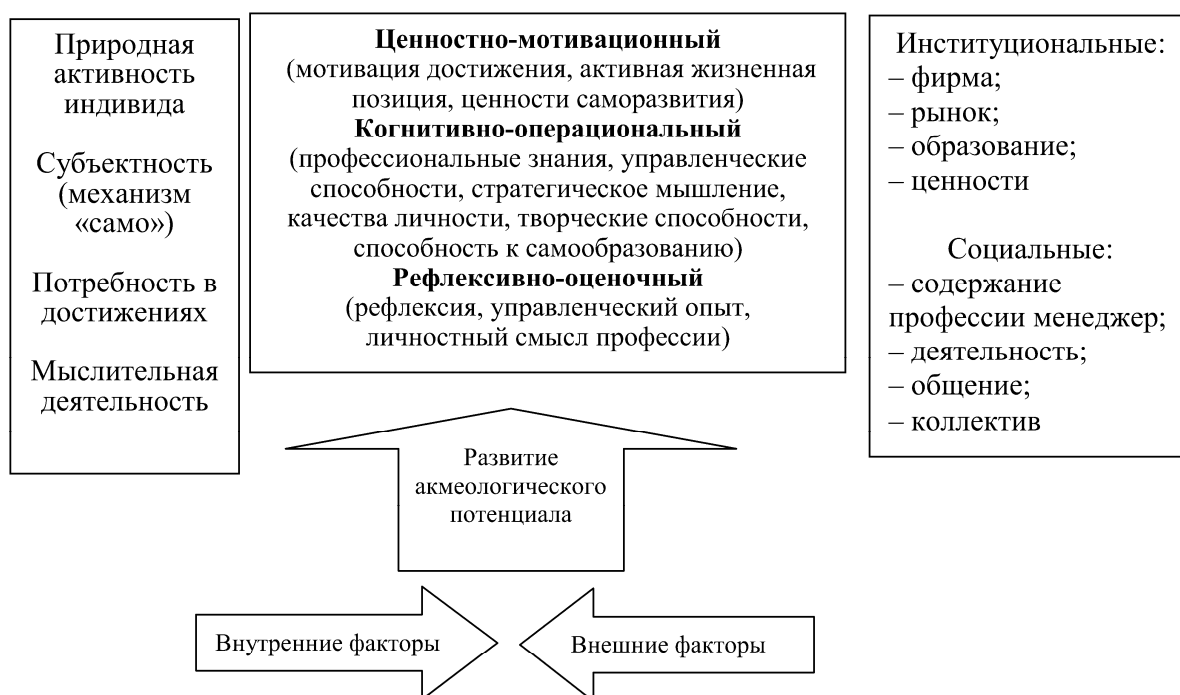 Природная
активность
индивида
Субъектность
(механизм
«само»)
Потребность в
достижениях
Мыслительная
деятельность
Ценностно-мотивационный
(мотивация достижения, активная жизненная
позиция, ценности саморазвития)
Когнитивно-операциональный
(профессиональные знания, управленческие
способности, стратегическое мышление,
качества личности, творческие способности,
способность к самообразованию)
Рефлексивно-оценочный
(рефлексия, управленческий опыт,
личностный смысл профессии)
Институциональные:
– фирма;
– рынок;
– образование;
– ценности
Социальные:
– содержание
профессии менеджер;
– деятельность;
– общение;
– коллектив
Развитие
акмеологического
потенциала
Внутренние факторы
Внешние факторы